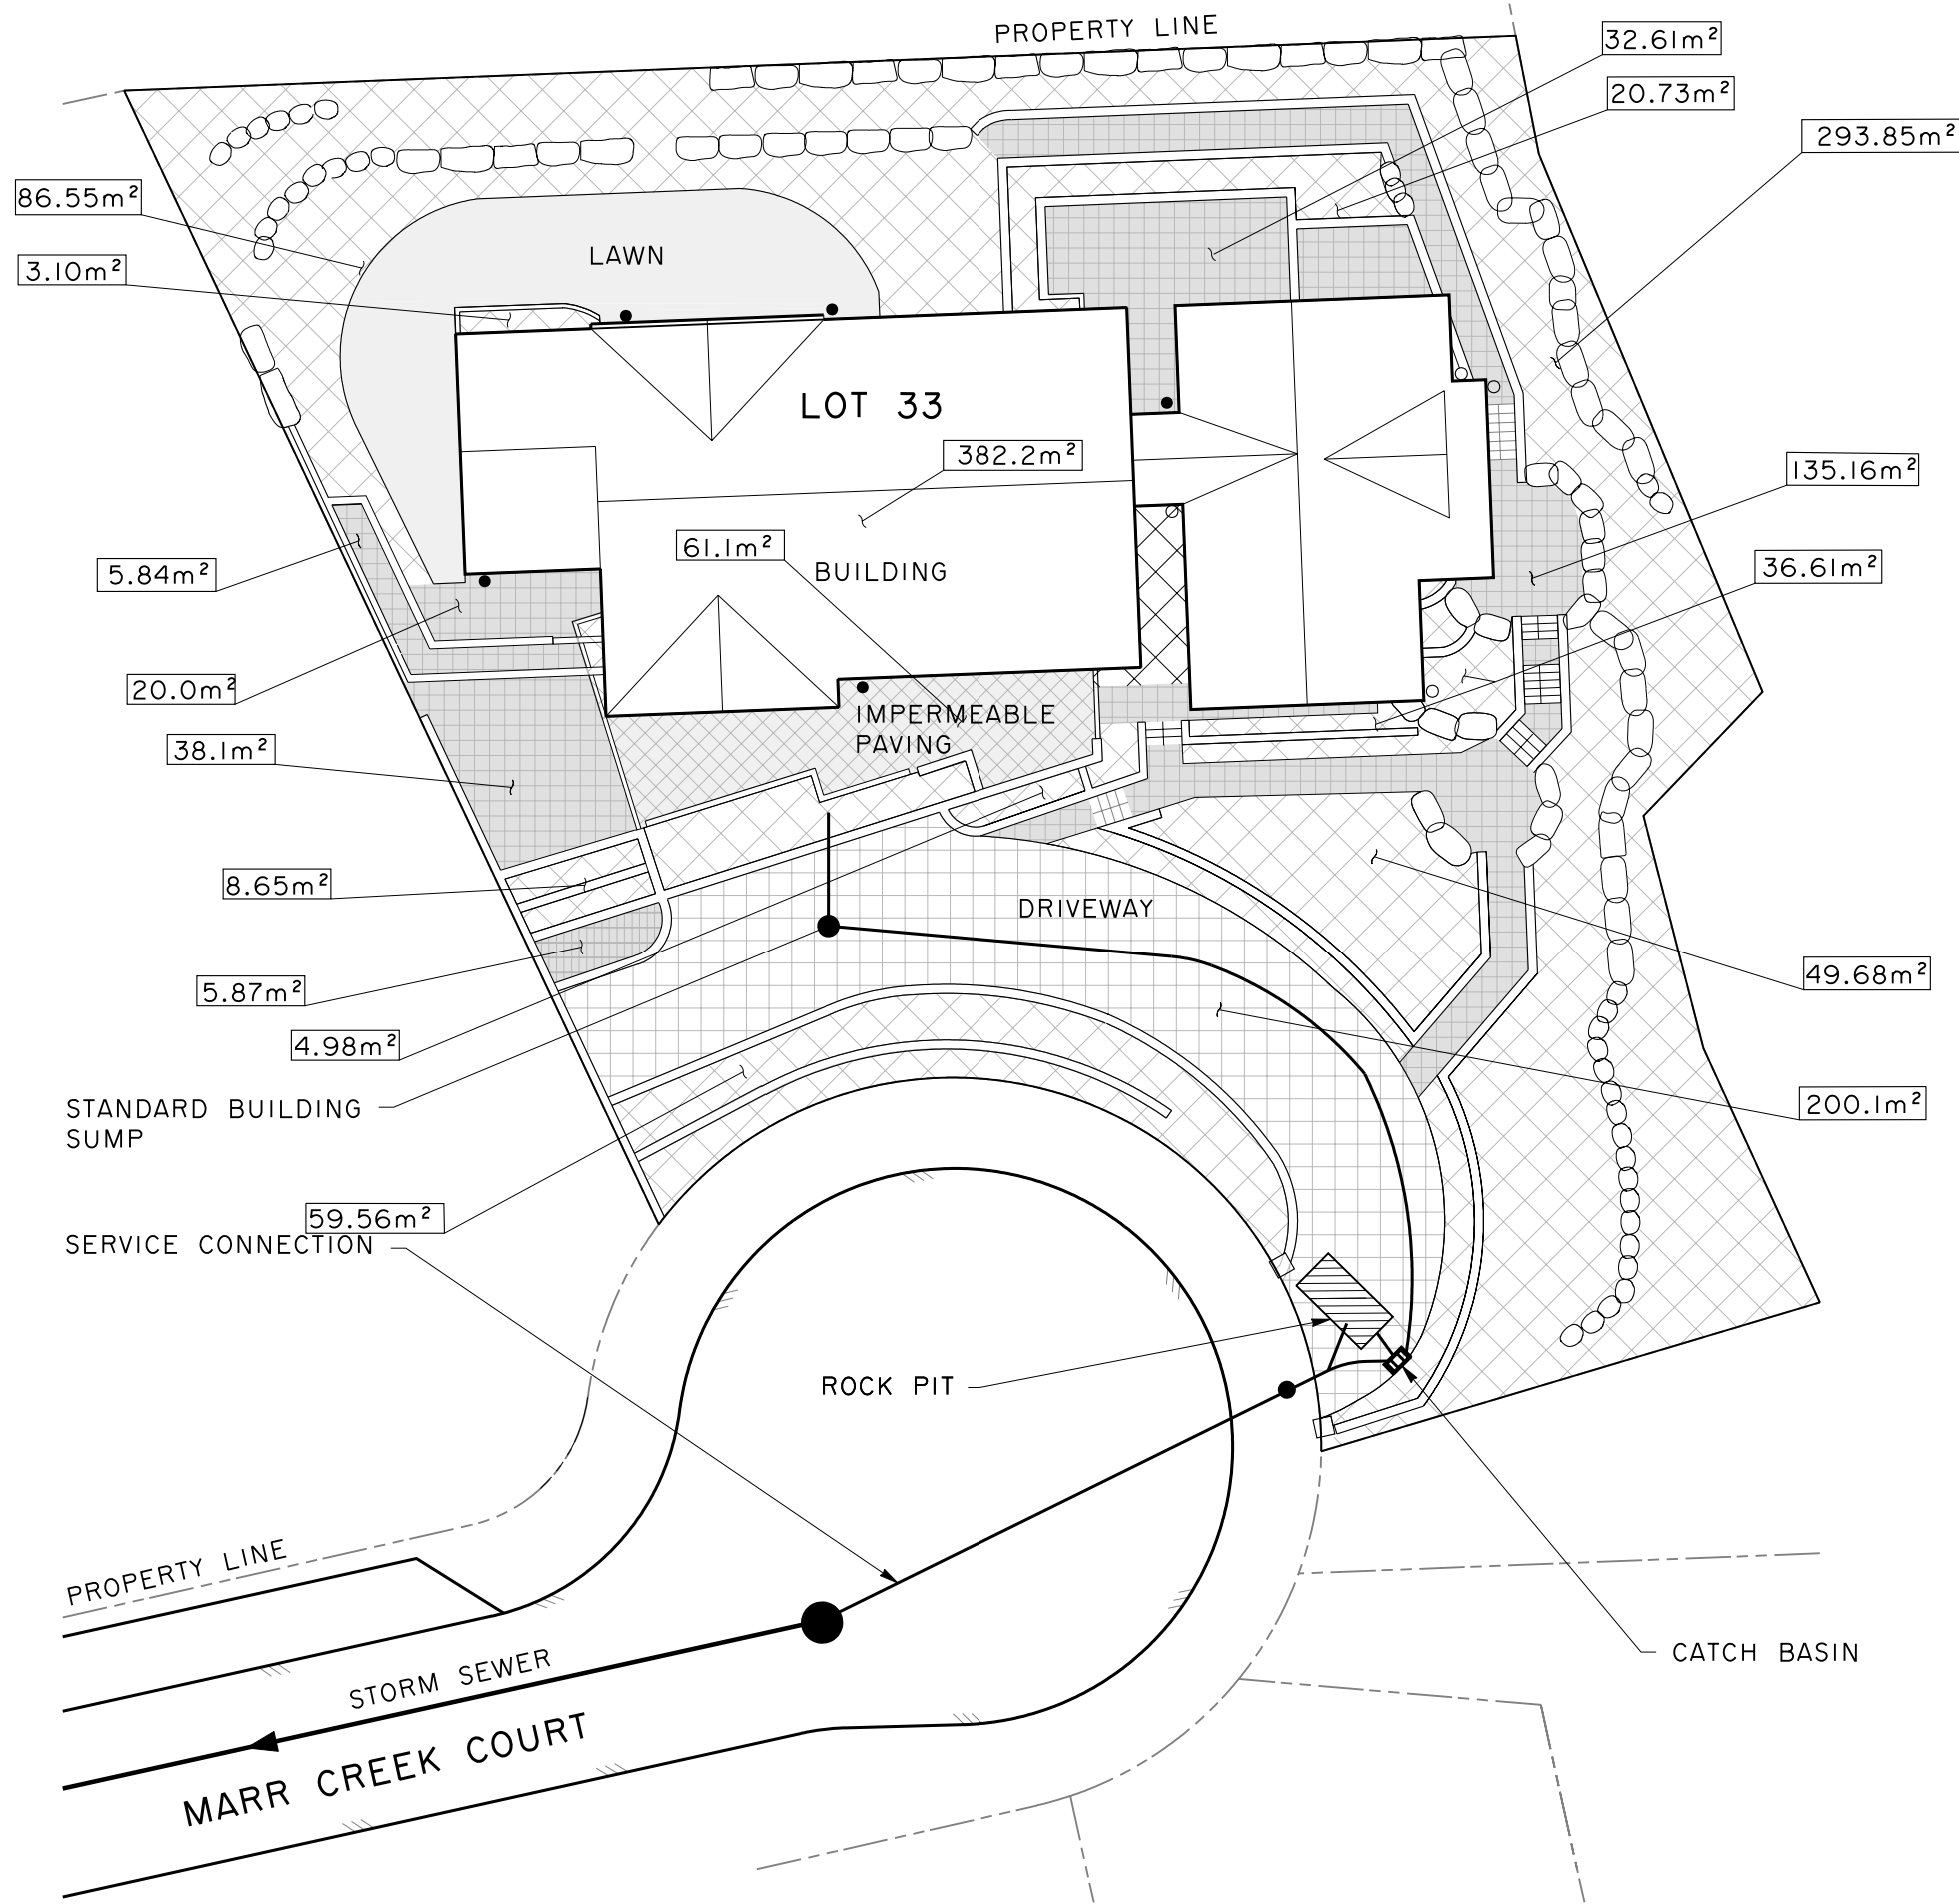 PROPERTY LINE
32.61m²
20.73m²
293.85m²
86.55m²
3.10m²
LAWN
LOT 33
382.2m²
135.16m²
61.1m²
BUILDING
36.61m²
5.84m²
20.0m²
IMPERMEABLE
PAVING
38.1m²
8.65m²
DRIVEWAY
49.68m²
5.87m²
4.98m²
STANDARD BUILDING
SUMP
200.1m²
59.56m²
SERVICE CONNECTION
ROCK PIT
PROPERTY LINE
STORM SEWER
CATCH BASIN
MARR CREEK COURT